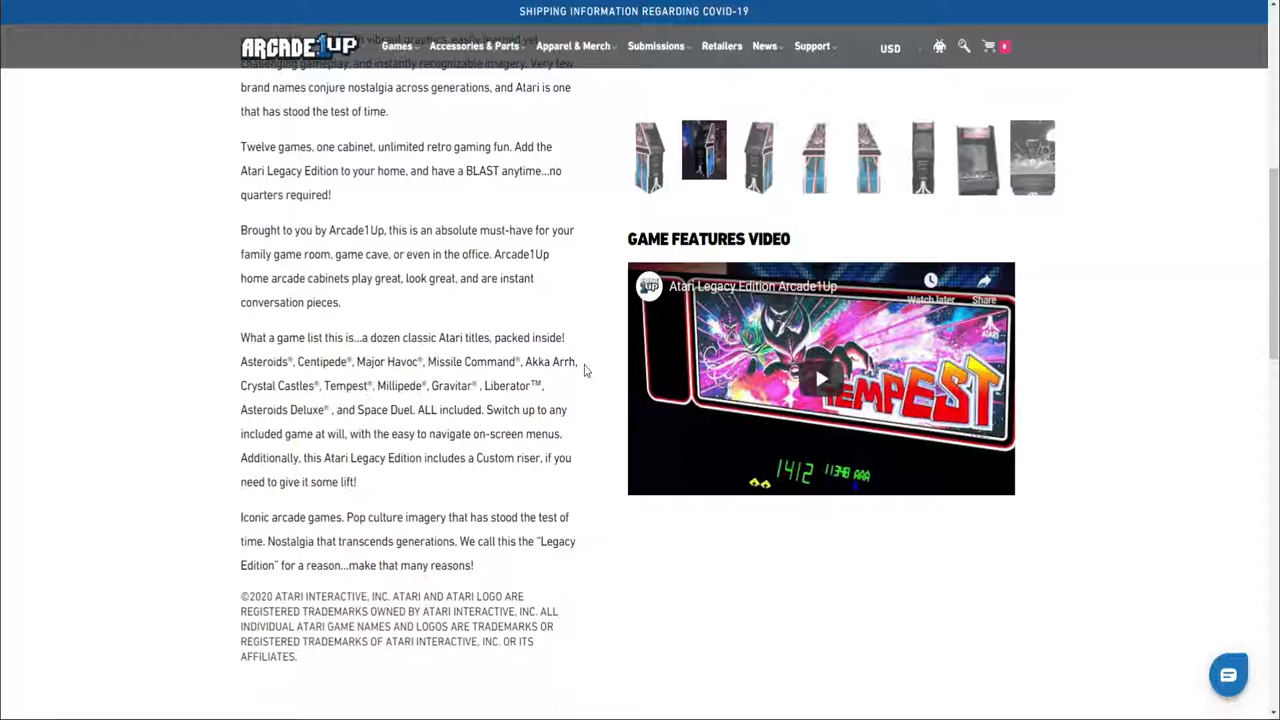 SHIPPING INFORMATION REGARDING COVID-19
ARCADE1UP
Games
Accessories & Parts
Apparel & Merch
Submissions
Retailers
News
Support
USD
challenging gameplay, and instantly recognizable imagery. Very few
brand names conjure nostalgia across generations, and Atari is one
that has stood the test of time.
Twelve games, one cabinet, unlimited retro gaming fun. Add the
Atari Legacy Edition to your home, and have a BLAST anytime...no
quarters required!
Brought to you by Arcade1Up, this is an absolute must-have for your
family game room, game cave, or even in the office. Arcade1Up
home arcade cabinets play great, look great, and are instant
conversation pieces.
What a game list this is...a dozen classic Atari titles, packed inside!
Asteroids®, Centipede®, Major Havoc®, Missile Command®, Akka Arrh,
Crystal Castles®, Tempest®, Millipede®, Gravitar® , Liberator™,
Asteroids Deluxe® , and Space Duel. ALL included. Switch up to any
included game at will, with the easy to navigate on-screen menus.
Additionally, this Atari Legacy Edition includes a Custom riser, if you
need to give it some lift!
Iconic arcade games. Pop culture imagery that has stood the test of
time. Nostalgia that transcends generations. We call this the “Legacy
Edition” for a reason...make that many reasons!
©2020 ATARI INTERACTIVE, INC. ATARI AND ATARI LOGO ARE
REGISTERED TRADEMARKS OWNED BY ATARI INTERACTIVE, INC. ALL
INDIVIDUAL ATARI GAME NAMES AND LOGOS ARE TRADEMARKS OR
REGISTERED TRADEMARKS OF ATARI INTERACTIVE, INC. OR ITS
AFFILIATES.
GAME FEATURES VIDEO
Atari Legacy Edition Arcade1Up
Watch later
Share
ATARI
TEMPEST
1412
11348 AAA